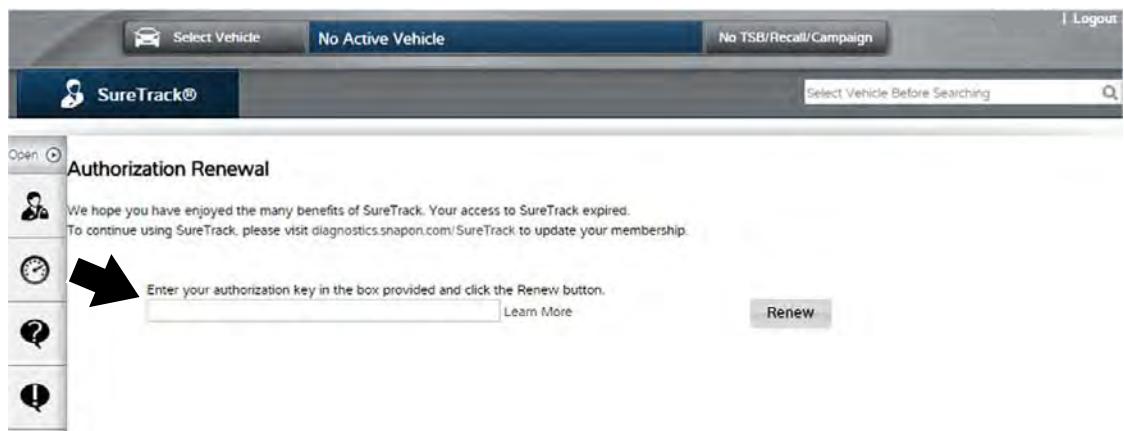 | Logout
Select Vehicle
No Active Vehicle
No TSB/Recall/Campaign
SureTrack®
Select Vehicle Before Searching
Open
Authorization Renewal
We hope you have enjoyed the many benefits of SureTrack. Your access to SureTrack expired.
To continue using SureTrack, please visit diagnostics.snapon.com/SureTrack to update your membership.
Enter your authorization key in the box provided and click the Renew button.
Learn More
Renew